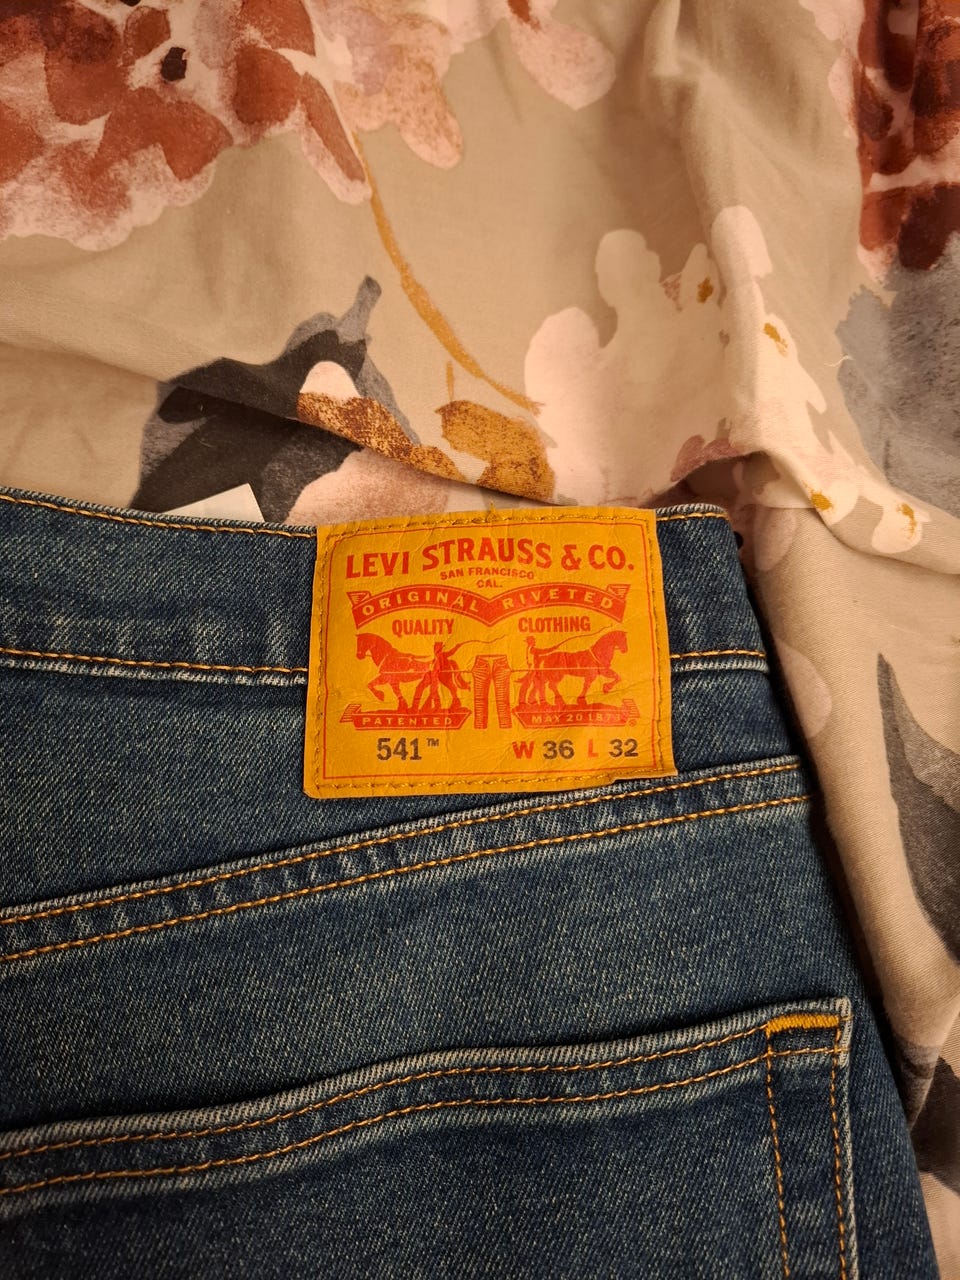 LEVI STRAUSS & CO.
SAN FRANCISCO
CAL.
ORIGINAL RIVETED
QUALITY CLOTHING
PATENTED MAY 20 1873 ®
541™ W 36 L 32